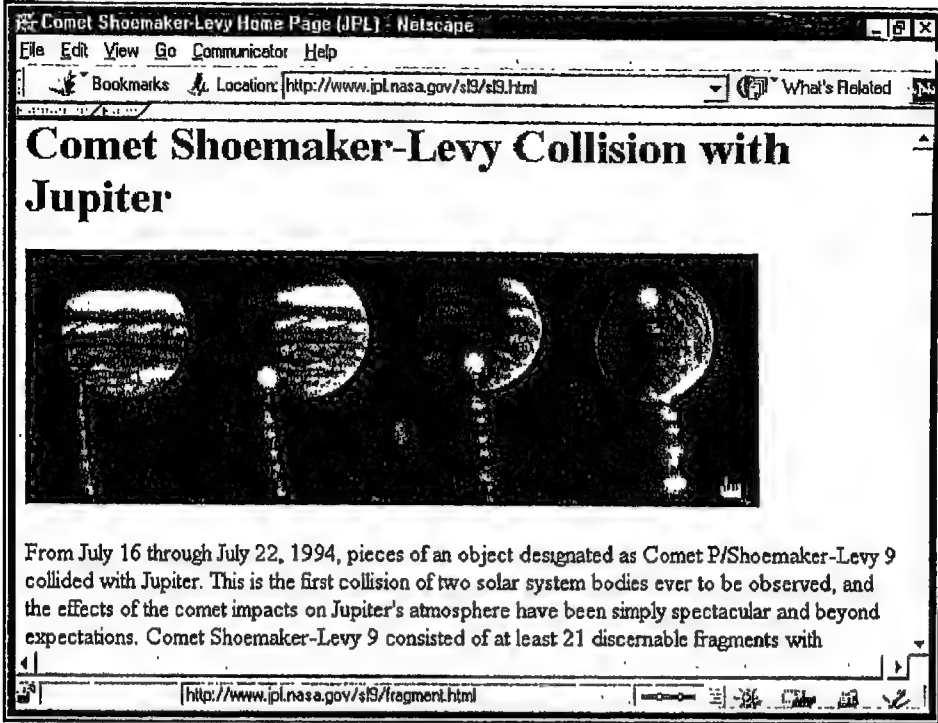 Comet Shoemaker-Levy Home Page (JPL) - Netscape
File Edit View Go Communicator Help
Bookmarks Location: http://www.jpl.nasa.gov/sl9/sl9.html What's Related
Comet Shoemaker-Levy Collision with
Jupiter
From July 16 through July 22, 1994, pieces of an object designated as Comet P/Shoemaker-Levy 9
collided with Jupiter. This is the first collision of two solar system bodies ever to be observed, and
the effects of the comet impacts on Jupiter's atmosphere have been simply spectacular and beyond
expectations. Comet Shoemaker-Levy 9 consisted of at least 21 discernable fragments with
http://www.jpl.nasa.gov/sl9/fragment.html